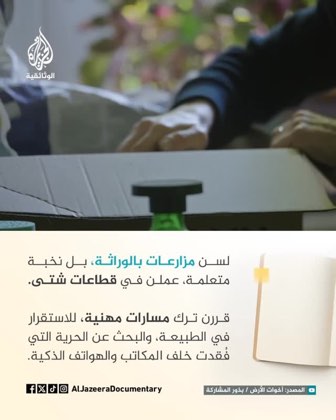 الجزيرة
الوثائقية
لسن مزارعات بالوراثة، بل نخبة
متعلمة، عملن في قطاعات شتى.
قررن ترك مسارات مهنية، للاستقرار
في الطبيعة، والبحث عن الحرية التي
فُقدت خلف المكاتب والهواتف الذكية.
المصدر: أخوات الأرض / بذور المشاركة
AlJazeeraDocumentary